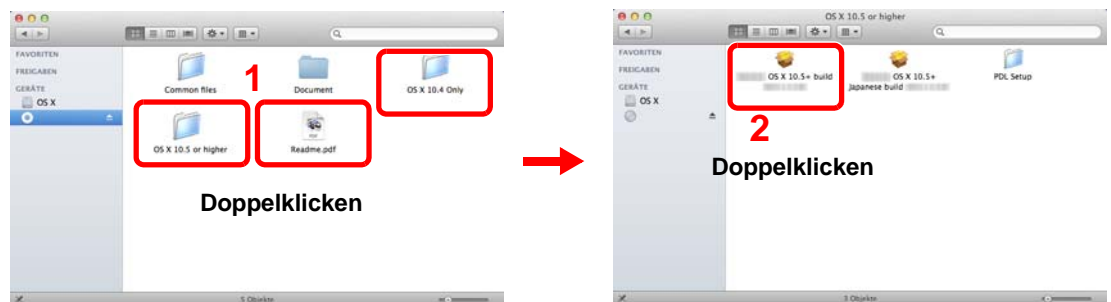 FAVORITEN
FREIGABEN
GERÄTE
OS X
Common files
Document
OS X 10.4 Only
1
OS X 10.5 or higher
Readme.pdf
PDF
Doppelklicken
5 Objekte
OS X 10.5 or higher
FAVORITEN
FREIGABEN
GERÄTE
OS X
OS X 10.5+ build
OS X 10.5+
Japanese build
PDL Setup
2
Doppelklicken
3 Objekte